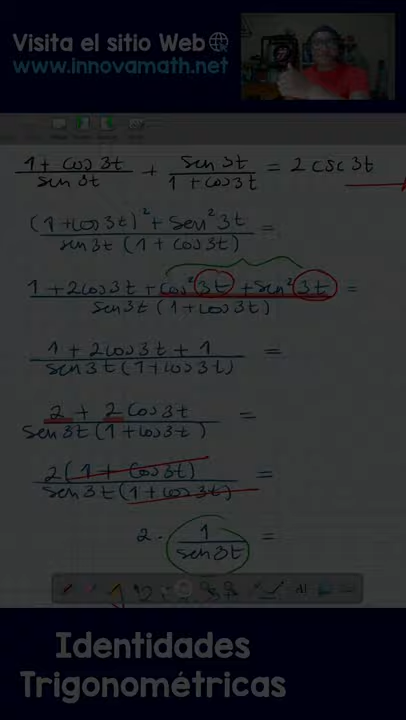 Visita el sitio Web
www.innovamath.net
1 + cos 3t / sen 3t + sen 3t / 1 + cos 3t = 2 csc 3t
(1 + cos 3t)² + sen² 3t / sen 3t (1 + cos 3t) =
1 + 2cos 3t + cos² 3t + sen² 3t / sen 3t (1 + cos 3t) =
1 + 2cos 3t + 1 / sen 3t (1 + cos 3t) =
2 + 2 cos 3t / sen 3t (1 + cos 3t) =
2 (1 + cos 3t) / sen 3t (1 + cos 3t) =
2 · 1 / sen 3t =
Identidades
Trigonométricas